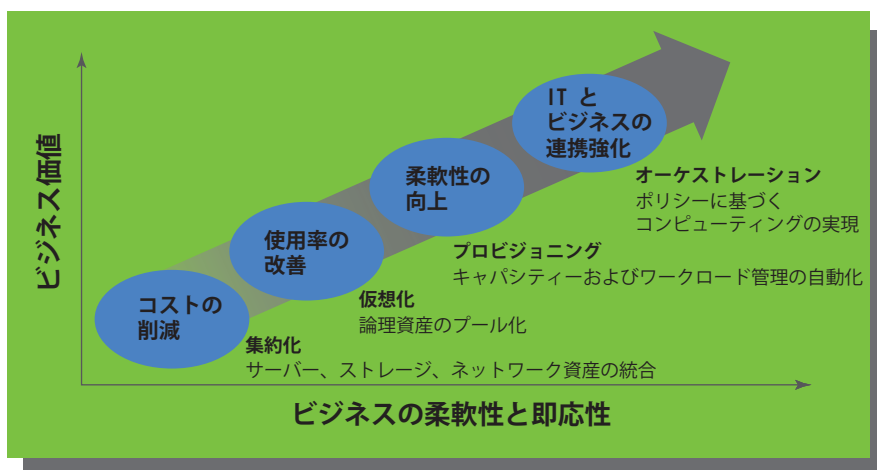 ビジネス価値
IT と
ビジネスの
連携強化
オーケストレーション
ポリシーに基づく
コンピューティングの実現
柔軟性の
向上
プロビジョニング
キャパシティーおよびワークロード管理の自動化
使用率の
改善
仮想化
論理資産のプール化
コストの
削減
集約化
サーバー、ストレージ、ネットワーク資産の統合
ビジネスの柔軟性と即応性